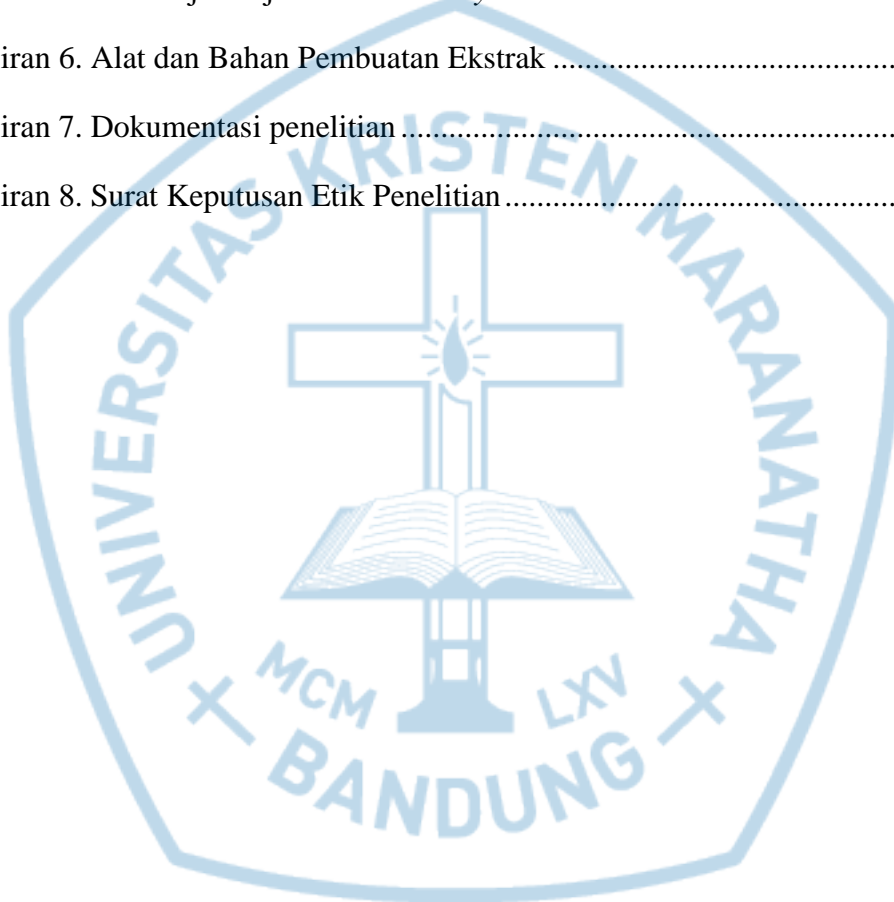 iran 6. Alat dan Bahan Pembuatan Ekstrak ..........................................
iran 7. Dokumentasi penelitian .............................................................
iran 8. Surat Keputusan Etik Penelitian ................................................
UNIVERSITAS KRISTEN MARANATHA
MCM LXV
BANDUNG